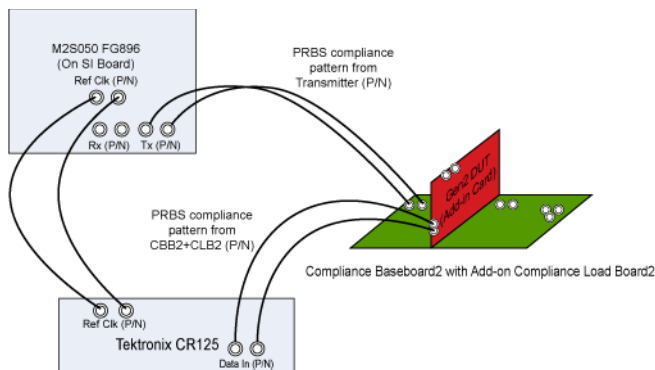 M2S050 FG896
(On SI Board)
Ref Clk (P/N)
Rx (P/N)
Tx (P/N)
PRBS compliance
pattern from
Transmitter (P/N)
Gen2 DUT
(Add-in Card)
PRBS compliance
pattern from
CBB2+CLB2 (P/N)
Compliance Baseboard2 with Add-on Compliance Load Board2
Ref Clk (P/N)
Tektronix CR125
Data In (P/N)